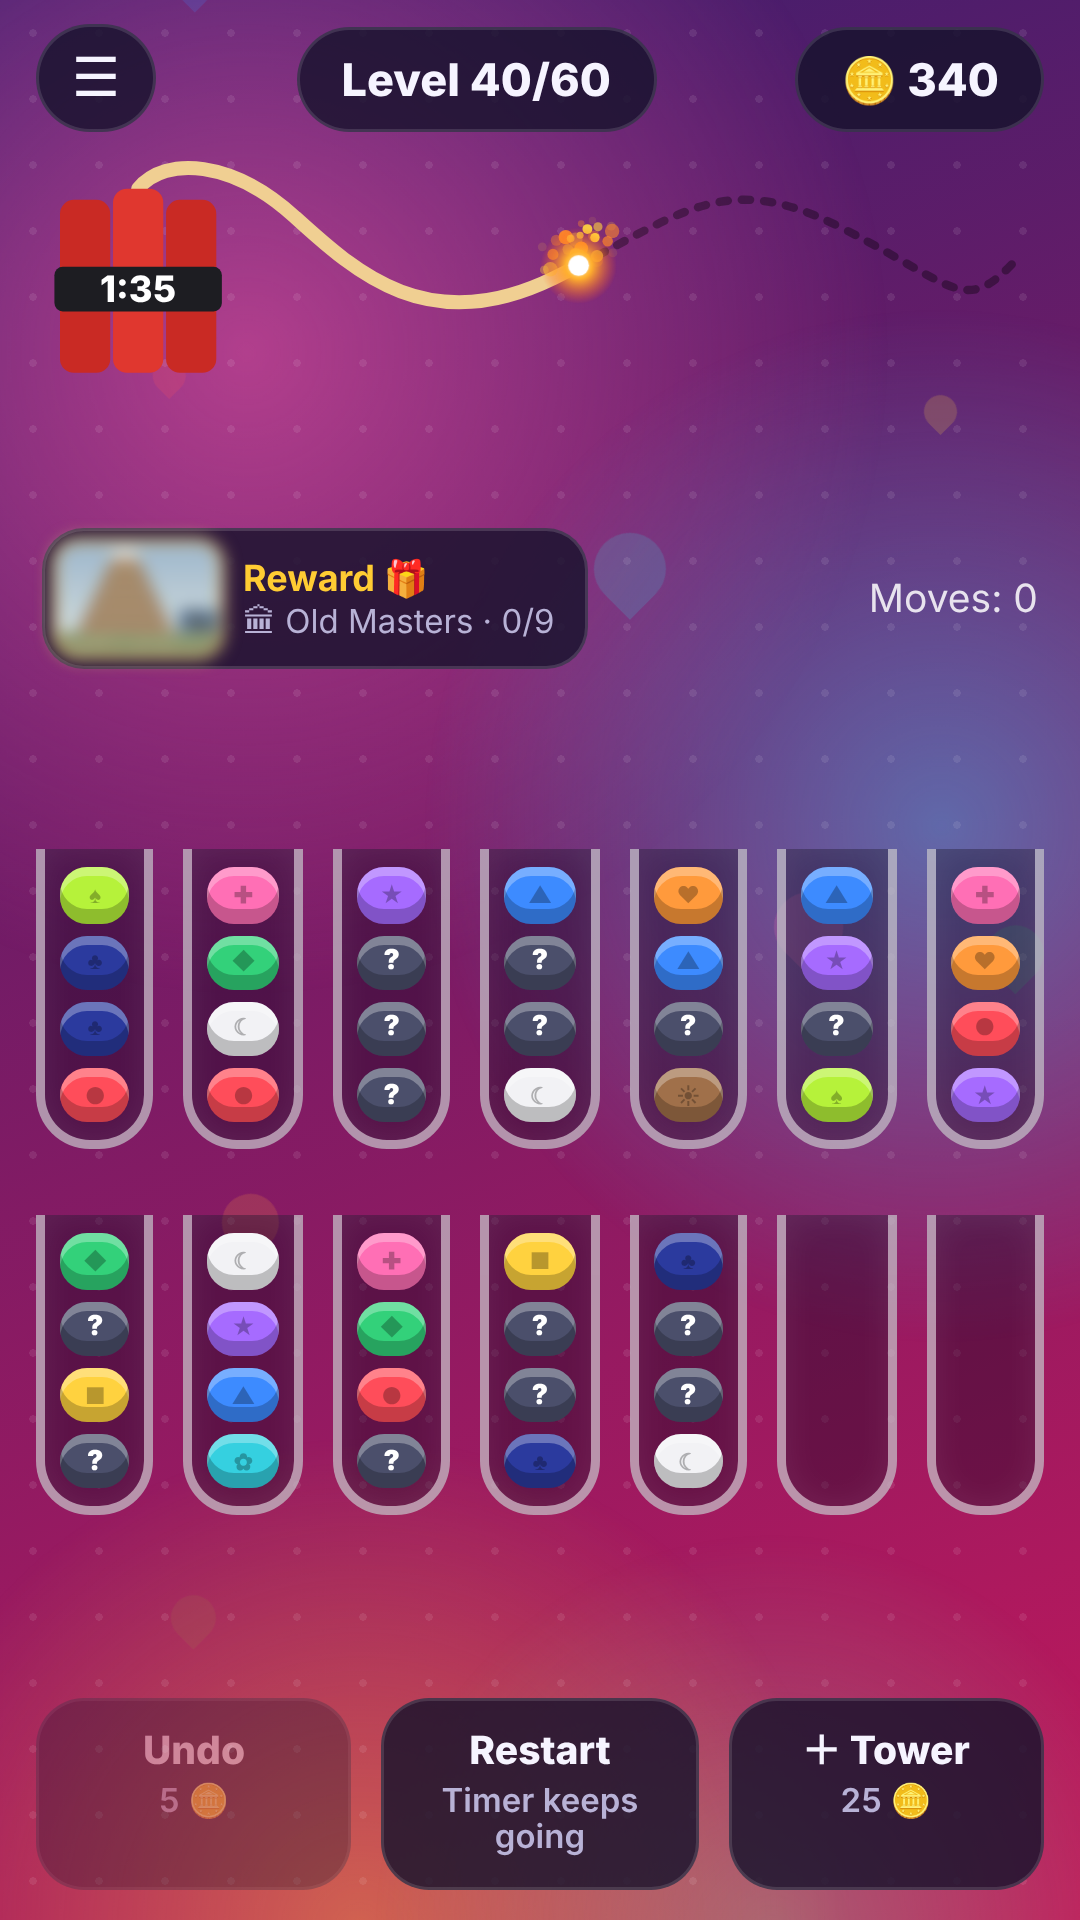 ☰
Level 40/60
340
1:35
Reward 🎁
🏛 Old Masters · 0/9
Moves: 0
? ?
? ? ? ?
?
? ? ?
? ?
? ?
Undo
5
Restart
Timer keeps
going
+ Tower
25